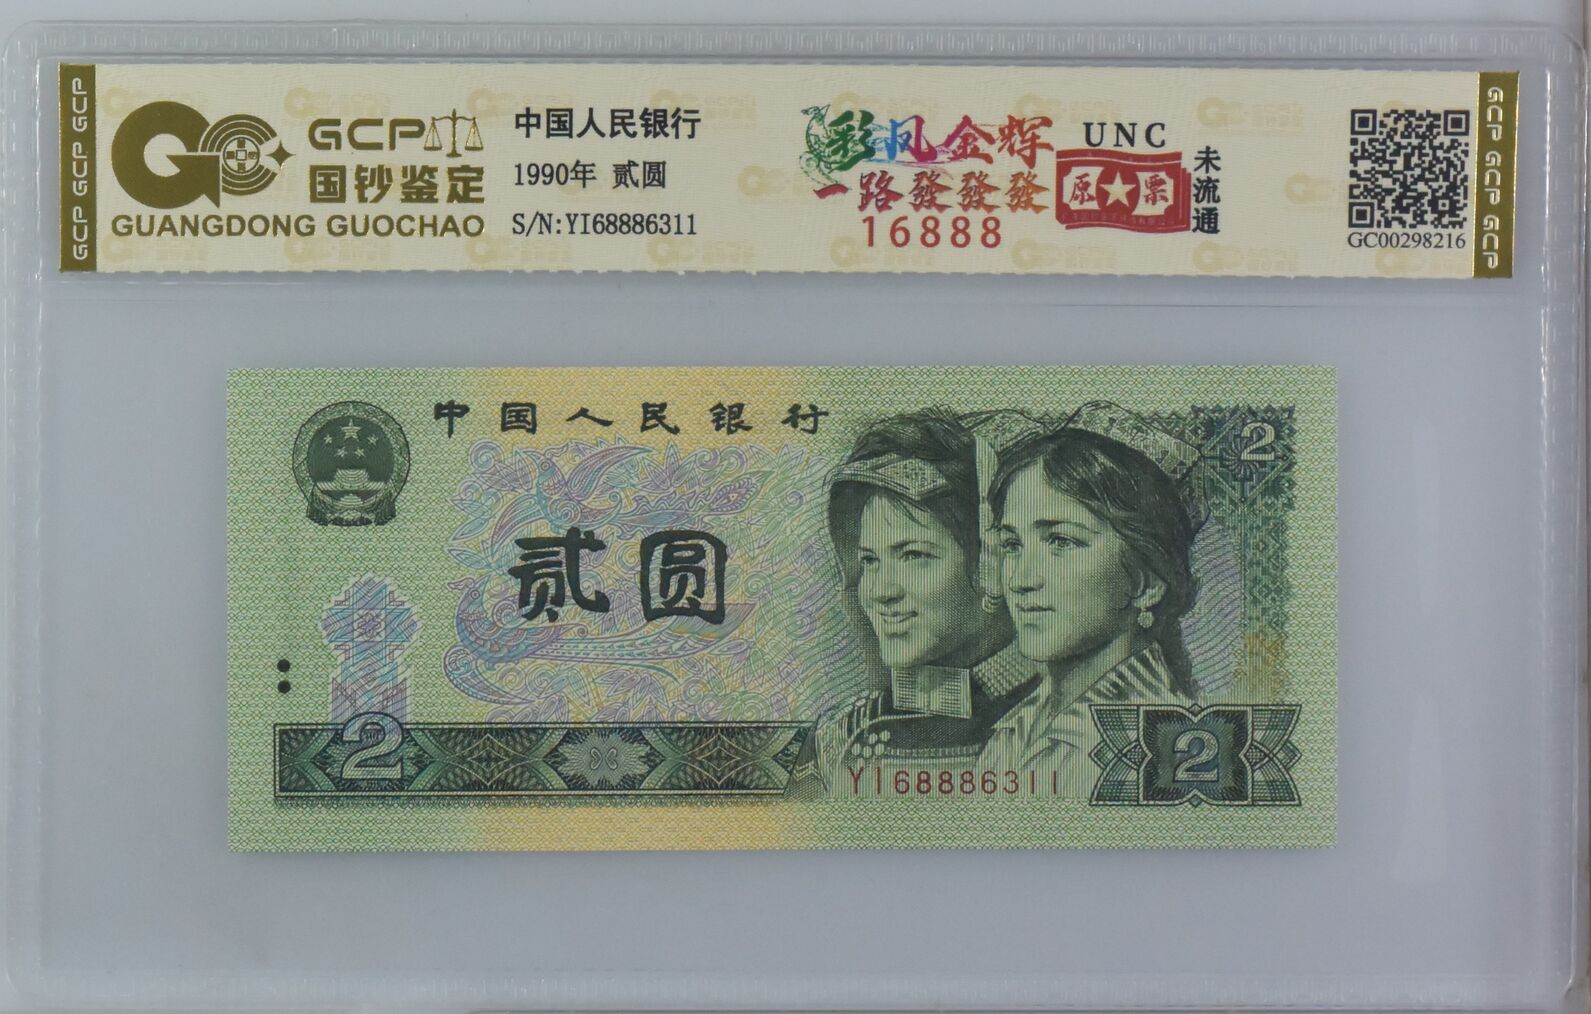 GCP GCP GCP
GCP
国钞鉴定
GUANGDONG GUOCHAO
中国人民银行
1990年 贰圆
S/N:YI68886311
彩凤金辉
一路發發發
16888
UNC
原★票
未流通
GC00298216
GCP GCP GCP
中国人民银行
2
贰圆
2
YI68886311
2